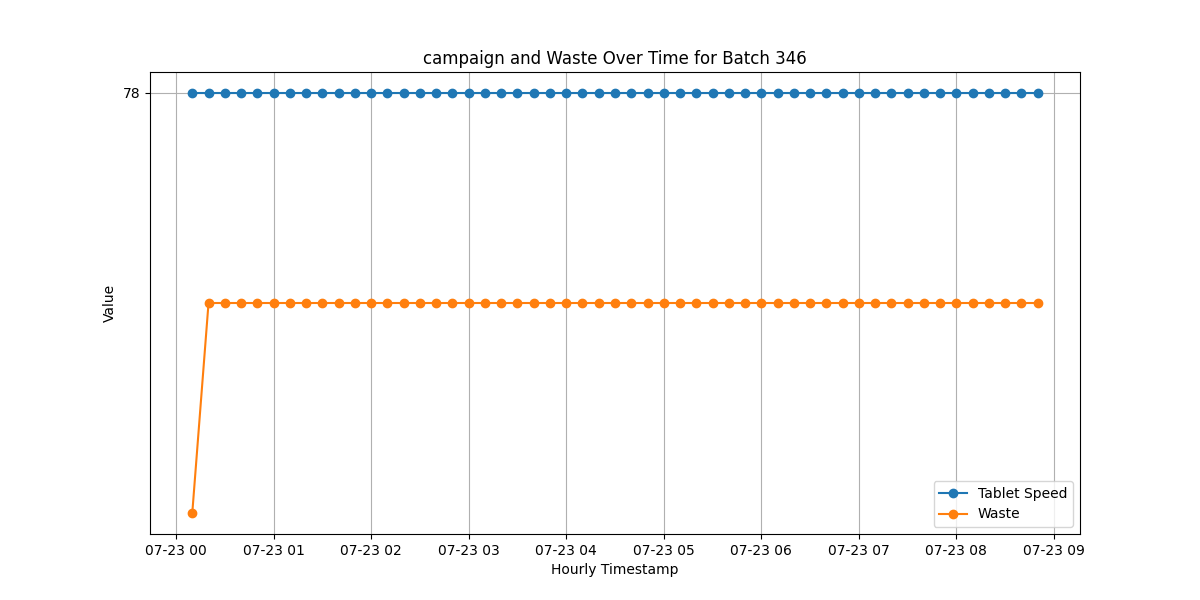 campaign and Waste Over Time for Batch 346
78
Value
Tablet Speed
Waste
07-23 00 07-23 01 07-23 02 07-23 03 07-23 04 07-23 05 07-23 06 07-23 07 07-23 08 07-23 09
Hourly Timestamp